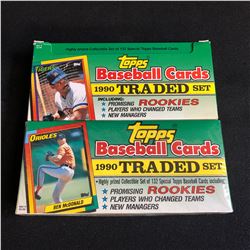 Highly prized Collectible Set of 132 Special Topps Baseball Cards
topps
Baseball Cards
1990 TRADED SET
INCLUDING:
• PROMISING ROOKIES
• PLAYERS WHO CHANGED TEAMS
• NEW MANAGERS
topps
Baseball Cards
1990 TRADED SET
Highly prized Collectible Set of 132 Special Topps Baseball Cards including:
• PROMISING ROOKIES
• PLAYERS WHO CHANGED TEAMS
• NEW MANAGERS
ORIOLES
BEN McDONALD